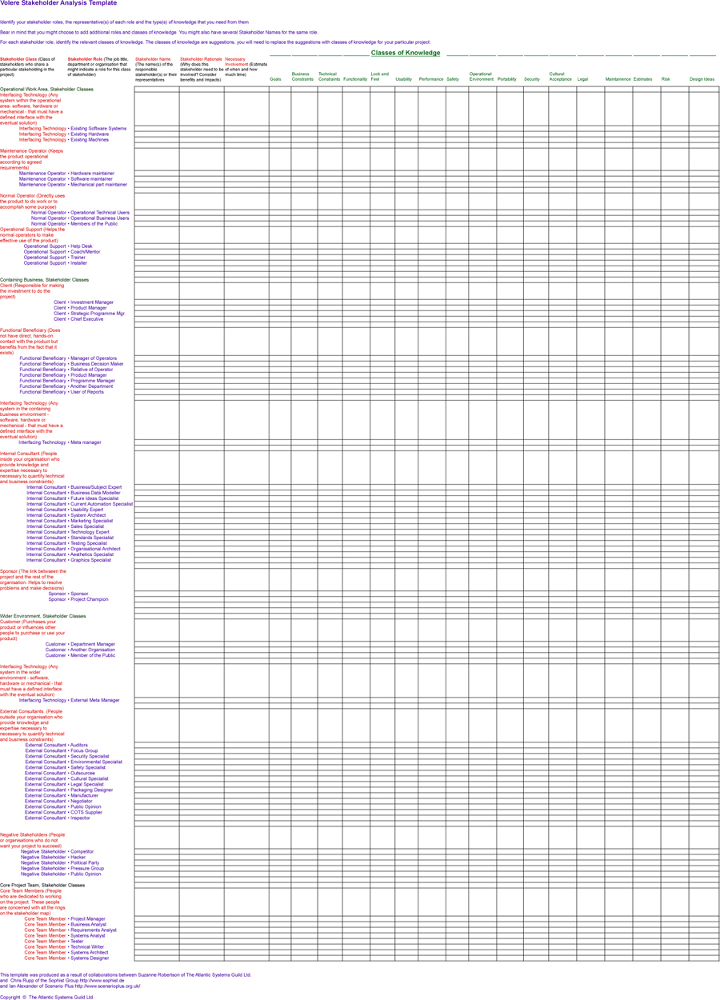 Volere Stakeholder Analysis Template
Identify your stakeholder roles, the representative(s) of each role and the type(s) of knowledge that you need from them
Bear in mind that you might choose to add additional roles and classes of knowledge. You might also have several Stakeholder Names for the same role.
For each stakeholder role, identify the relevant classes of knowledge. The classes of knowledge are suggestions, you will need to replace the suggestions with classes of knowledge for your particular project.
Classes of Knowledge
Stakeholder Class (Class of
stakeholders who share a
particular stakeholding in the
project)
Stakeholder Role (The job title,
department or organisation that
might indicate a role for this class
of stakeholder)
Stakeholder Name
(The name(s) of the
responsible
stakeholder(s) or their
representatives
Stakeholder Rationale
(Why does this
stakeholder need to be
involved? Consider
benefits and Impacts)
Necessary
Involvement (Estimate
of when and how
much time)
Goals
Business
Constraints
Technical
Constraints
Functionality
Look and
Feel
Usability
Performance
Safety
Operational
Environment
Portability
Security
Cultural
Acceptance
Legal
Maintainence
Estimates
Risk
Design Ideas
Operational Work Area, Stakeholder Classes
Interfacing Technology (Any
system within the operational
area- software, hardware or
mechanical - that must have a
defined interface with the
eventual solution)
Interfacing Technology • Existing Software Systems
Interfacing Technology • Existing Hardware
Interfacing Technology • Existing Machines
Maintenance Operator (Keeps
the product operational
according to agreed
requirements)
Maintenance Operator • Hardware maintainer
Maintenance Operator • Software maintainer
Maintenance Operator • Mechanical part maintainer
Normal Operator (Directly uses
the product to do work or to
accomplish some purpose)
Normal Operator • Operational Technical Users
Normal Operator • Operational Business Users
Normal Operator • Members of the Public
Operational Support (Helps the
normal operators to make
effective use of the product)
Operational Support • Help Desk
Operational Support • Coach/Mentor
Operational Support • Trainer
Operational Support • Installer
Containing Business, Stakeholder Classes
Client (Responsible for making
the investment to do the
project)
Client • Investment Manager
Client • Product Manager
Client • Strategic Programme Mgr.
Client • Chief Executive
Functional Beneficiary (Does
not have direct, hands-on
contact with the product but
benefits from the fact that it
exists)
Functional Beneficiary • Manager of Operators
Functional Beneficiary • Business Decision Maker
Functional Beneficiary • Relative of Operator
Functional Beneficiary • Product Manager
Functional Beneficiary • Programme Manager
Functional Beneficiary • Another Department
Functional Beneficiary • User of Reports
Interfacing Technology (Any
system in the containing
business environment -
software, hardware or
mechanical - that must have a
defined interface with the
eventual solution)
Interfacing Technology • Meta manager
Internal Consultant (People
inside your organisation who
provide knowledge and
expertise necessary to
necessary to quantify technical
and business constraints)
Internal Consultant • Business/Subject Expert
Internal Consultant • Business Data Modeller
Internal Consultant • Future Ideas Specialist
Internal Consultant • Current Automation Specialist
Internal Consultant • Usability Expert
Internal Consultant • System Architect
Internal Consultant • Marketing Specialist
Internal Consultant • Sales Specialist
Internal Consultant • Technology Expert
Internal Consultant • Standards Specialist
Internal Consultant • Testing Specialist
Internal Consultant • Organisational Architect
Internal Consultant • Aesthetics Specialist
Internal Consultant • Graphics Specialist
Sponsor (The link betwseen the
project and the rest of the
organisation. Helps to resolve
problems and make decisions)
Sponsor • Sponsor
Sponsor • Project Champion
Wider Environment, Stakeholder Classes
Customer (Purchases your
product or influences other
people to purchase or use your
product)
Customer • Department Manager
Customer • Another Organisation
Customer • Member of the Public
Interfacing Technology (Any
system in the wider
environment - software,
hardware or mechanical - that
must have a defined interface
with the eventual solution)
Interfacing Technology • External Meta Manager
External Consultants (People
outside your organisation who
provide knowledge and
expertise necessary to
necessary to quantify technical
and business constraints)
External Consultant • Auditors
External Consultant • Focus Group
External Consultant • Security Specialist
External Consultant • Environmental Specialist
External Consultant • Safety Specialist
External Consultant • Outsourcee
External Consultant • Cultural Specialist
External Consultant • Legal Specialist
External Consultant • Packaging Designer
External Consultant • Manufacturer
External Consultant • Negotiator
External Consultant • Public Opinion
External Consultant • COTS Supplier
External Consultant • Inspector
Negative Stakeholders (People
or organisations who do not
want your project to succeed)
Negative Stakeholder • Competitor
Negative Stakeholder • Hacker
Negative Stakeholder • Political Party
Negative Stakeholder • Pressure Group
Negative Stakeholder • Public Opinion
Core Project Team, Stakeholder Classes
Core Team Members (People
who are dedicated to working
on the project. These people
are concerned with all the rings
on the stakeholder map)
Core Team Member • Project Manager
Core Team Member • Business Analyst
Core Team Member • Requirements Analyst
Core Team Member • Systems Analyst
Core Team Member • Tester
Core Team Member • Technical Writer
Core Team Member • Systems Architect
Core Team Member • Systems Designer
This template was produced as a result of collaborations between Suzanne Robertson of The Atlantic Systems Guild Ltd.
and Chris Rupp of the Sophist Group http://www.sophist.de
and Ian Alexander of Scenario Plus http://www.scenarioplus.org.uk/
Copyright © The Atlantic Systems Guild Ltd.